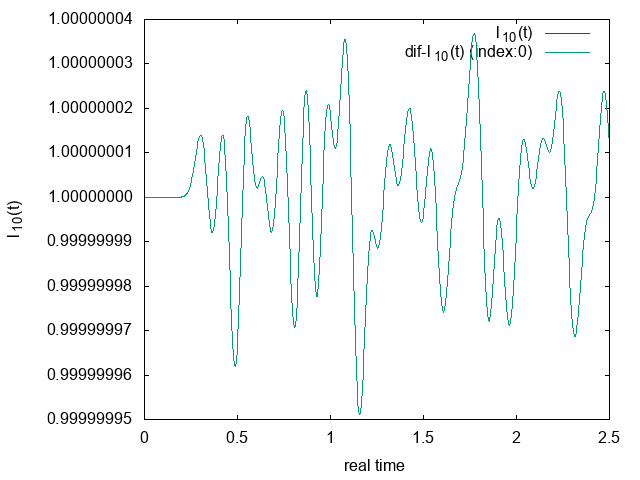 1.00000004
1.00000003
1.00000002
1.00000001
1.00000000
0.99999999
0.99999998
0.99999997
0.99999996
0.99999995
0 0.5 1 1.5 2 2.5
I10(t)
real time
I10(t)
dif-I10(t) (index:0)